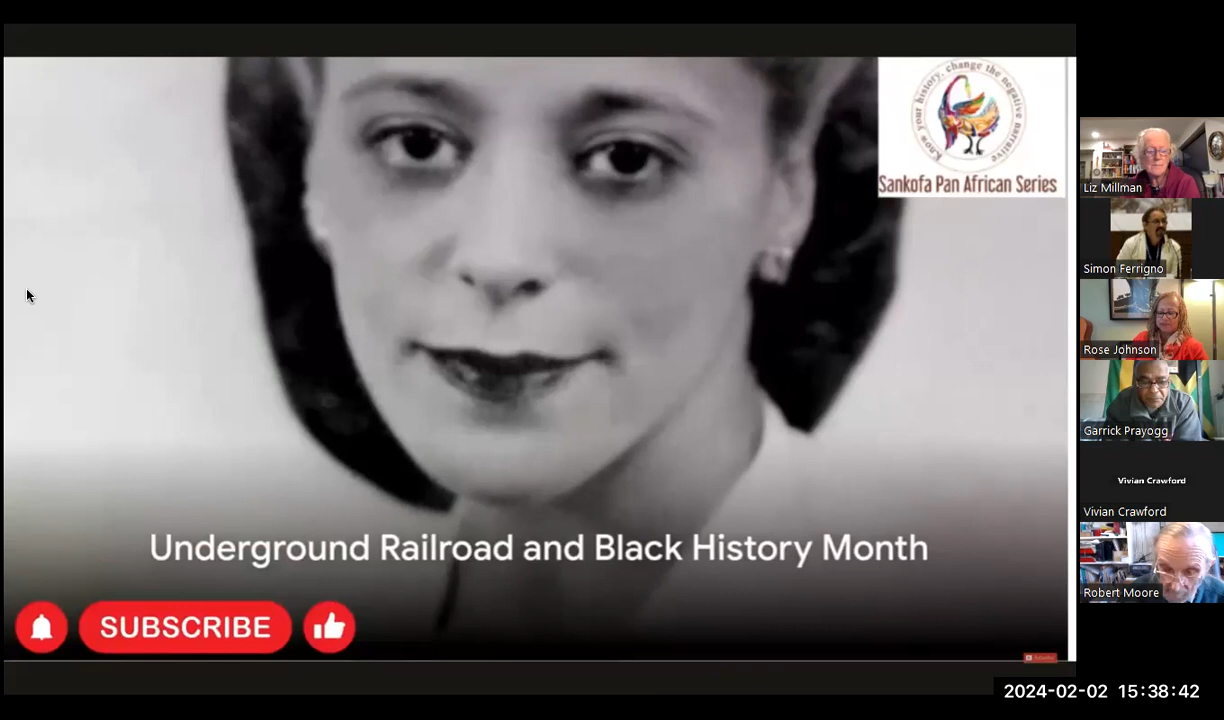 Know your history, change the negative narrative
Sankofa Pan African Series
Underground Railroad and Black History Month
SUBSCRIBE
Liz Millman
Simon Ferrigno
Rose Johnson
Garrick Prayogg
Vivian Crawford
Vivian Crawford
Robert Moore
2024-02-02 15:38:42